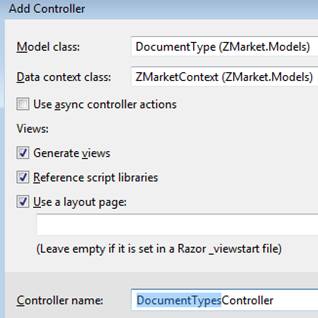 Add Controller
Model class: DocumentType (ZMarket.Models)
Data context class: ZMarketContext (ZMarket.Models)
Use async controller actions
Views:
Generate views
Reference script libraries
Use a layout page:
(Leave empty if it is set in a Razor _viewstart file)
Controller name: DocumentTypesController